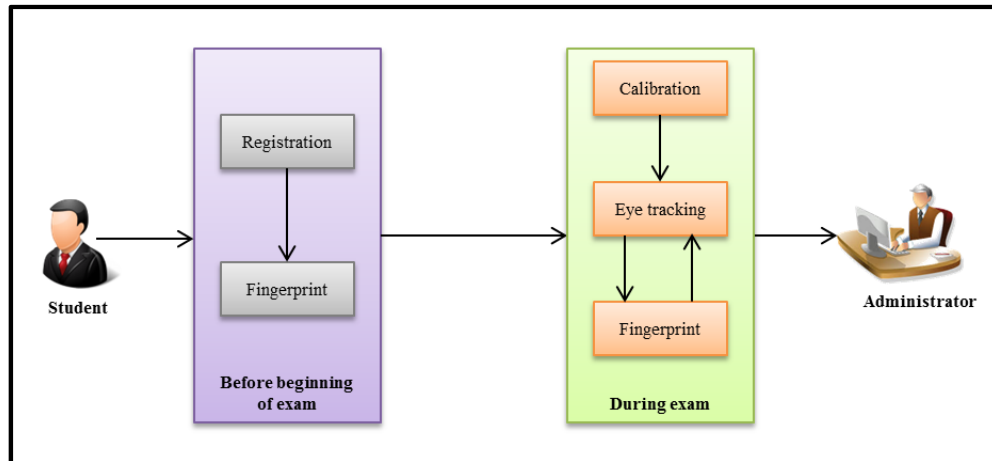 Student
Registration
Fingerprint
Before beginning
of exam
Calibration
Eye tracking
Fingerprint
During exam
Administrator